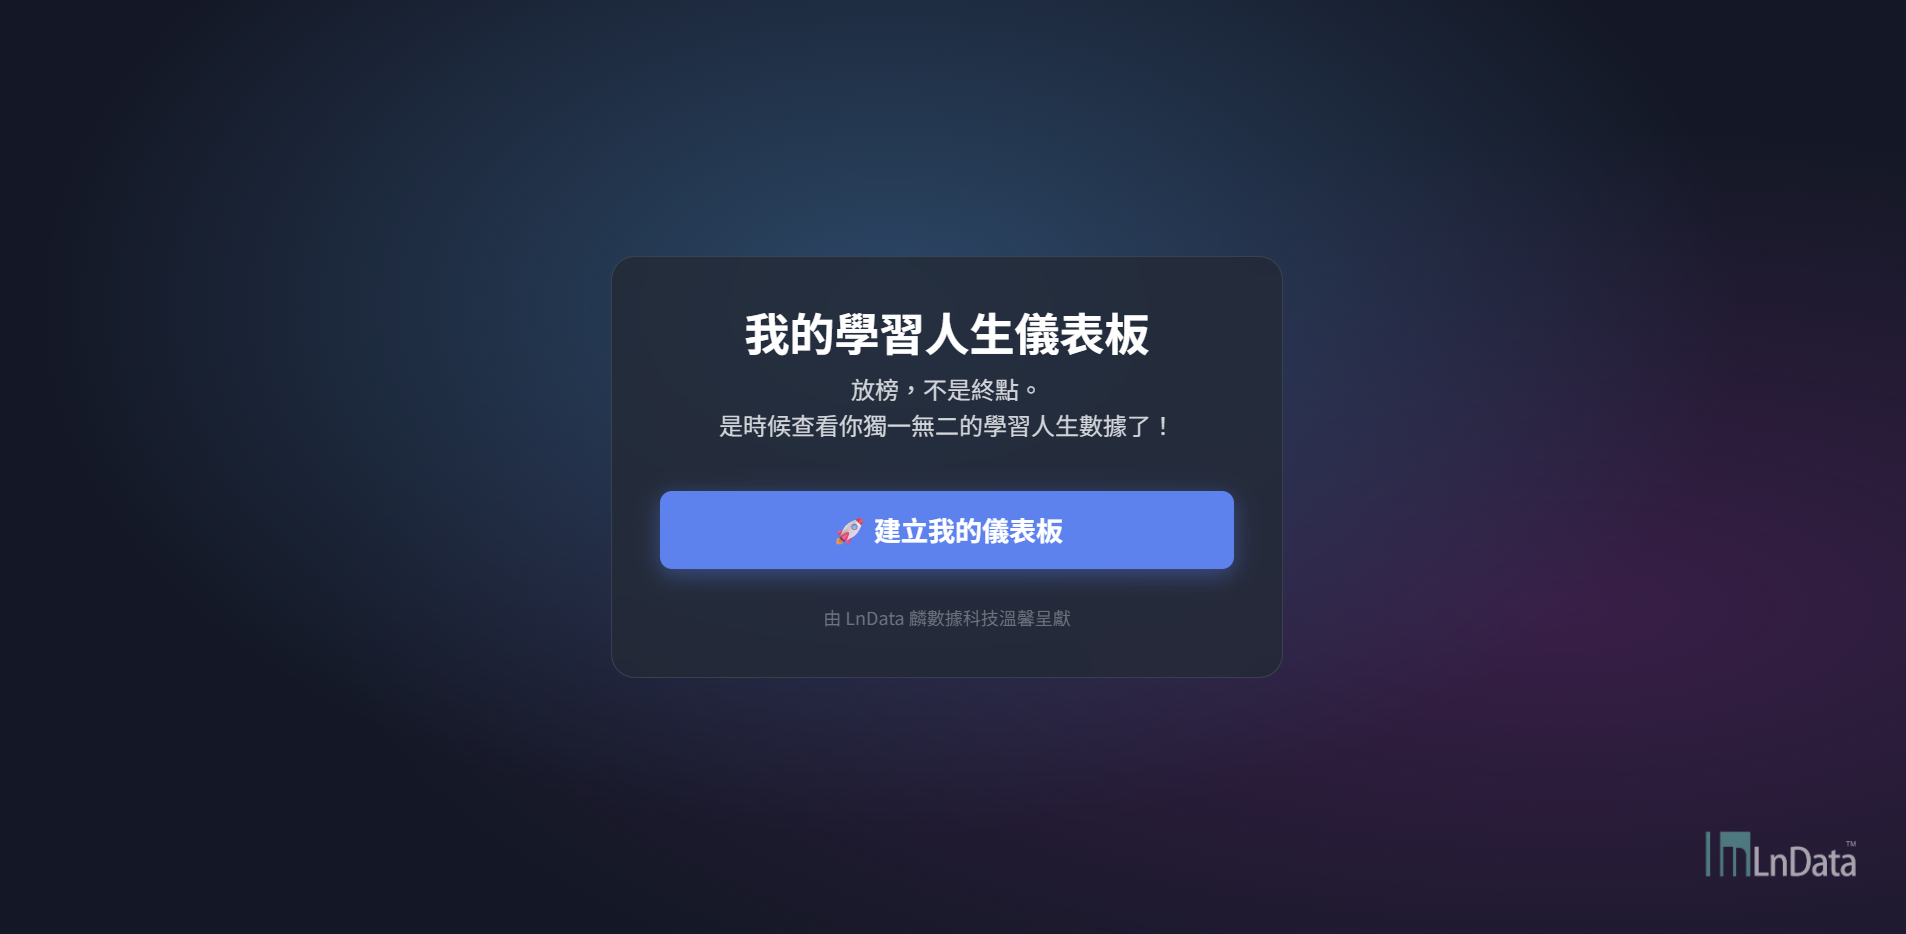 我的學習人生儀表板
放榜，不是終點。
是時候查看你獨一無二的學習人生數據了！
🚀 建立我的儀表板
由 LnData 麟數據科技溫馨呈獻
LnData™